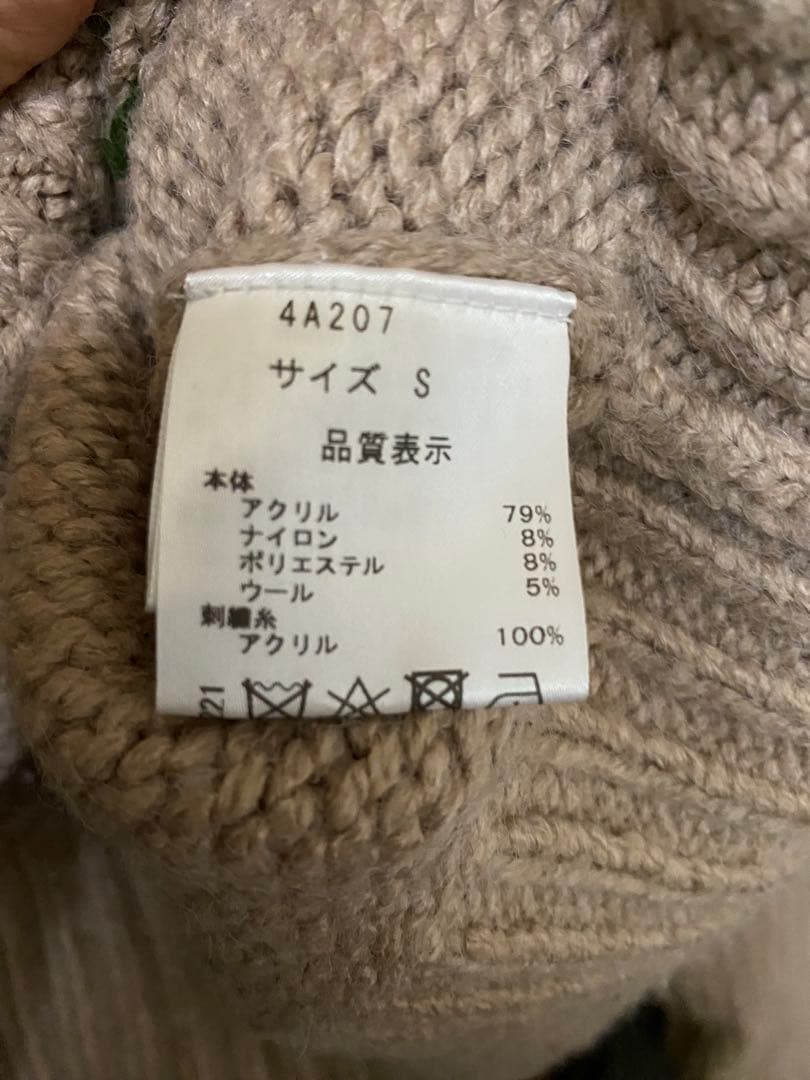 4A207
サイズ S
品質表示
本体
アクリル 79%
ナイロン 8%
ポリエステル 8%
ウール 5%
刺繍糸
アクリル 100%
21